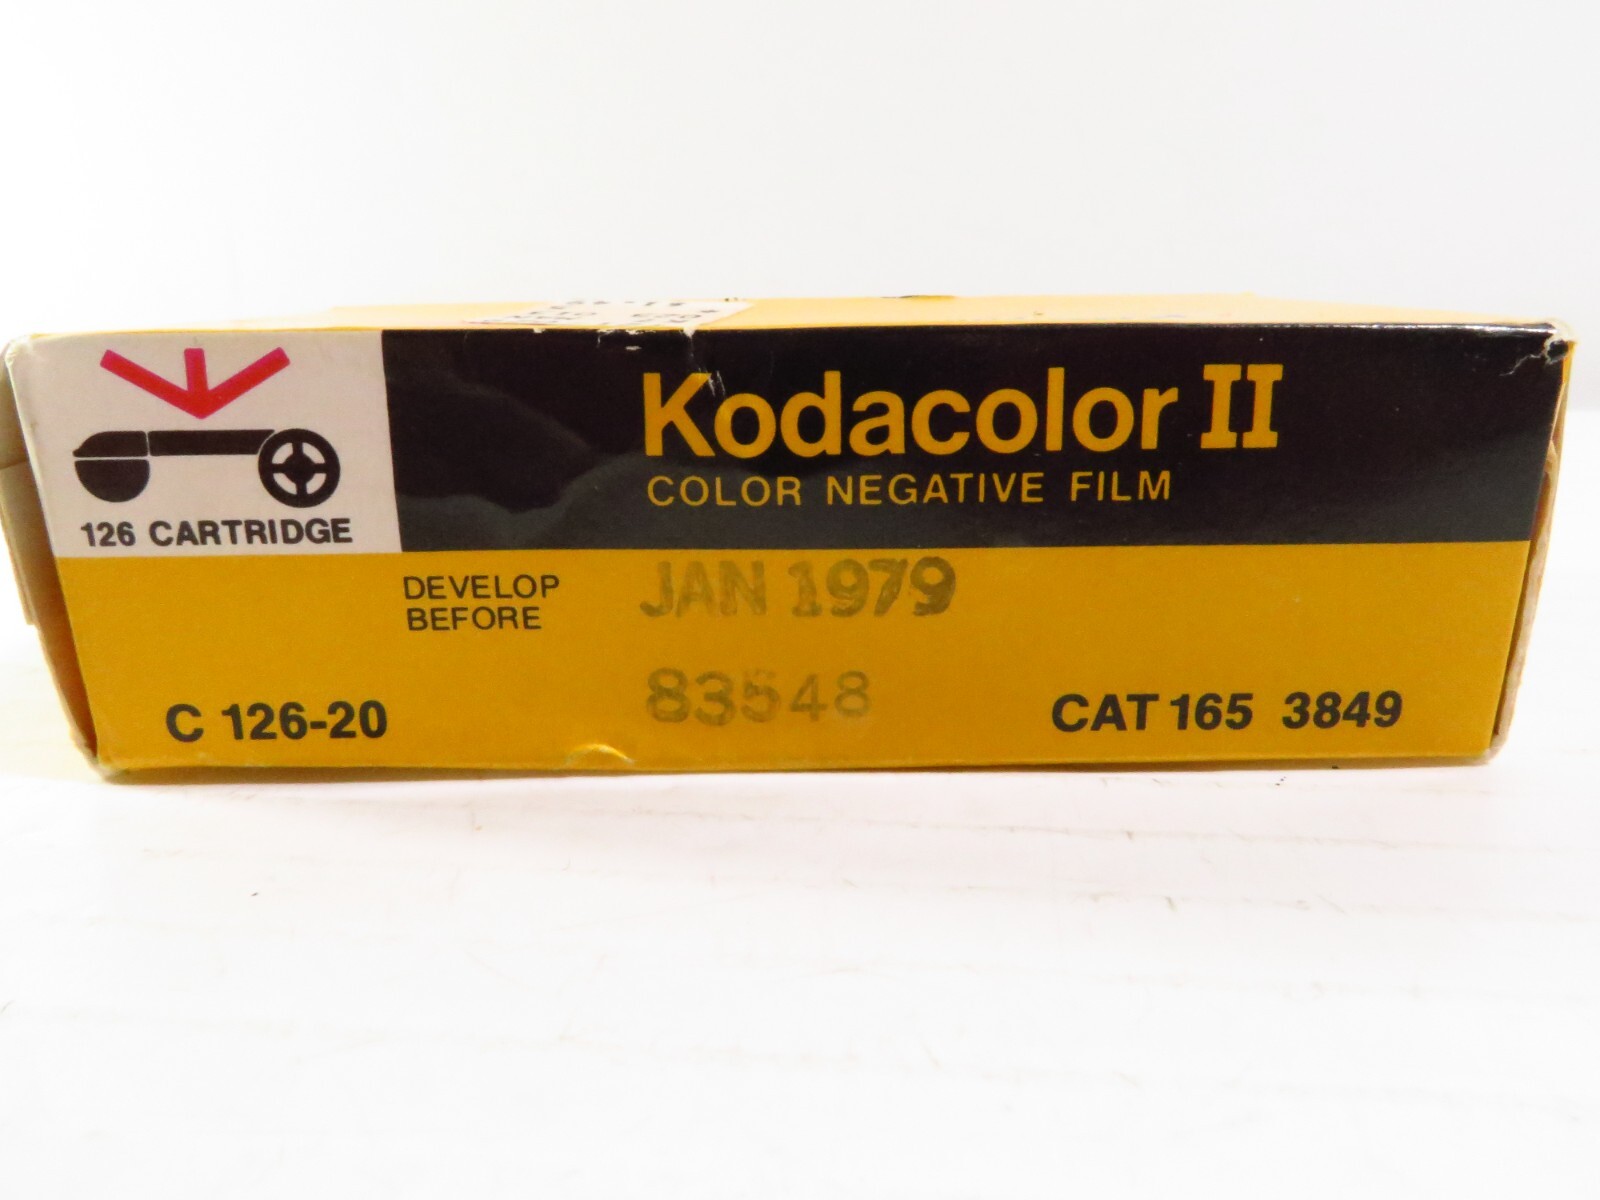 Kodacolor II
COLOR NEGATIVE FILM
126 CARTRIDGE
DEVELOP
BEFORE
JAN 1979
83548
C 126-20
CAT 165 3849